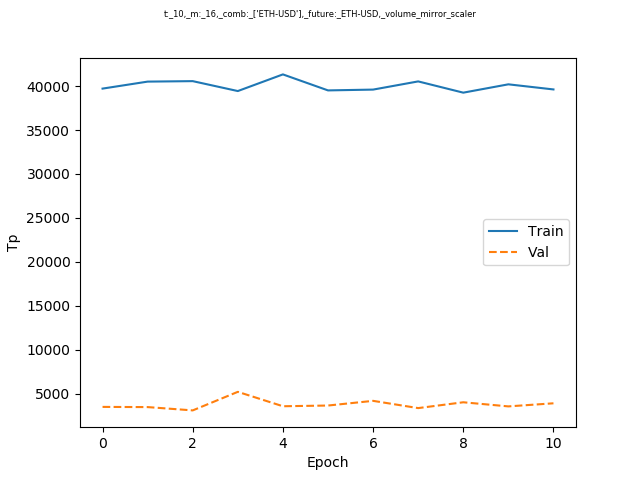 t:_10,_m:_16,_comb:_['ETH-USD'],_future:_ETH-USD,_volume_mirror_scaler
40000
35000
30000
25000
20000
15000
10000
5000
Tp
Train
Val
0 2 4 6 8 10
Epoch